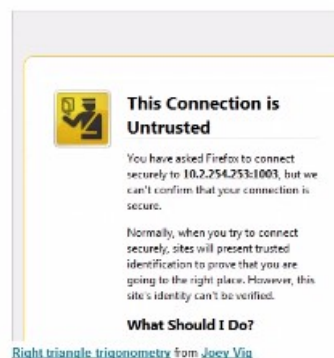 This Connection is
Untrusted
You have asked Firefox to connect
securely to 10.2.254.253:1003, but we
can't confirm that your connection is
secure.
Normally, when you try to connect
securely, sites will present trusted
identification to prove that you are
going to the right place. However, this
site's identity can't be verified.
What Should I Do?
Right triangle trigonometry from Joey Vig